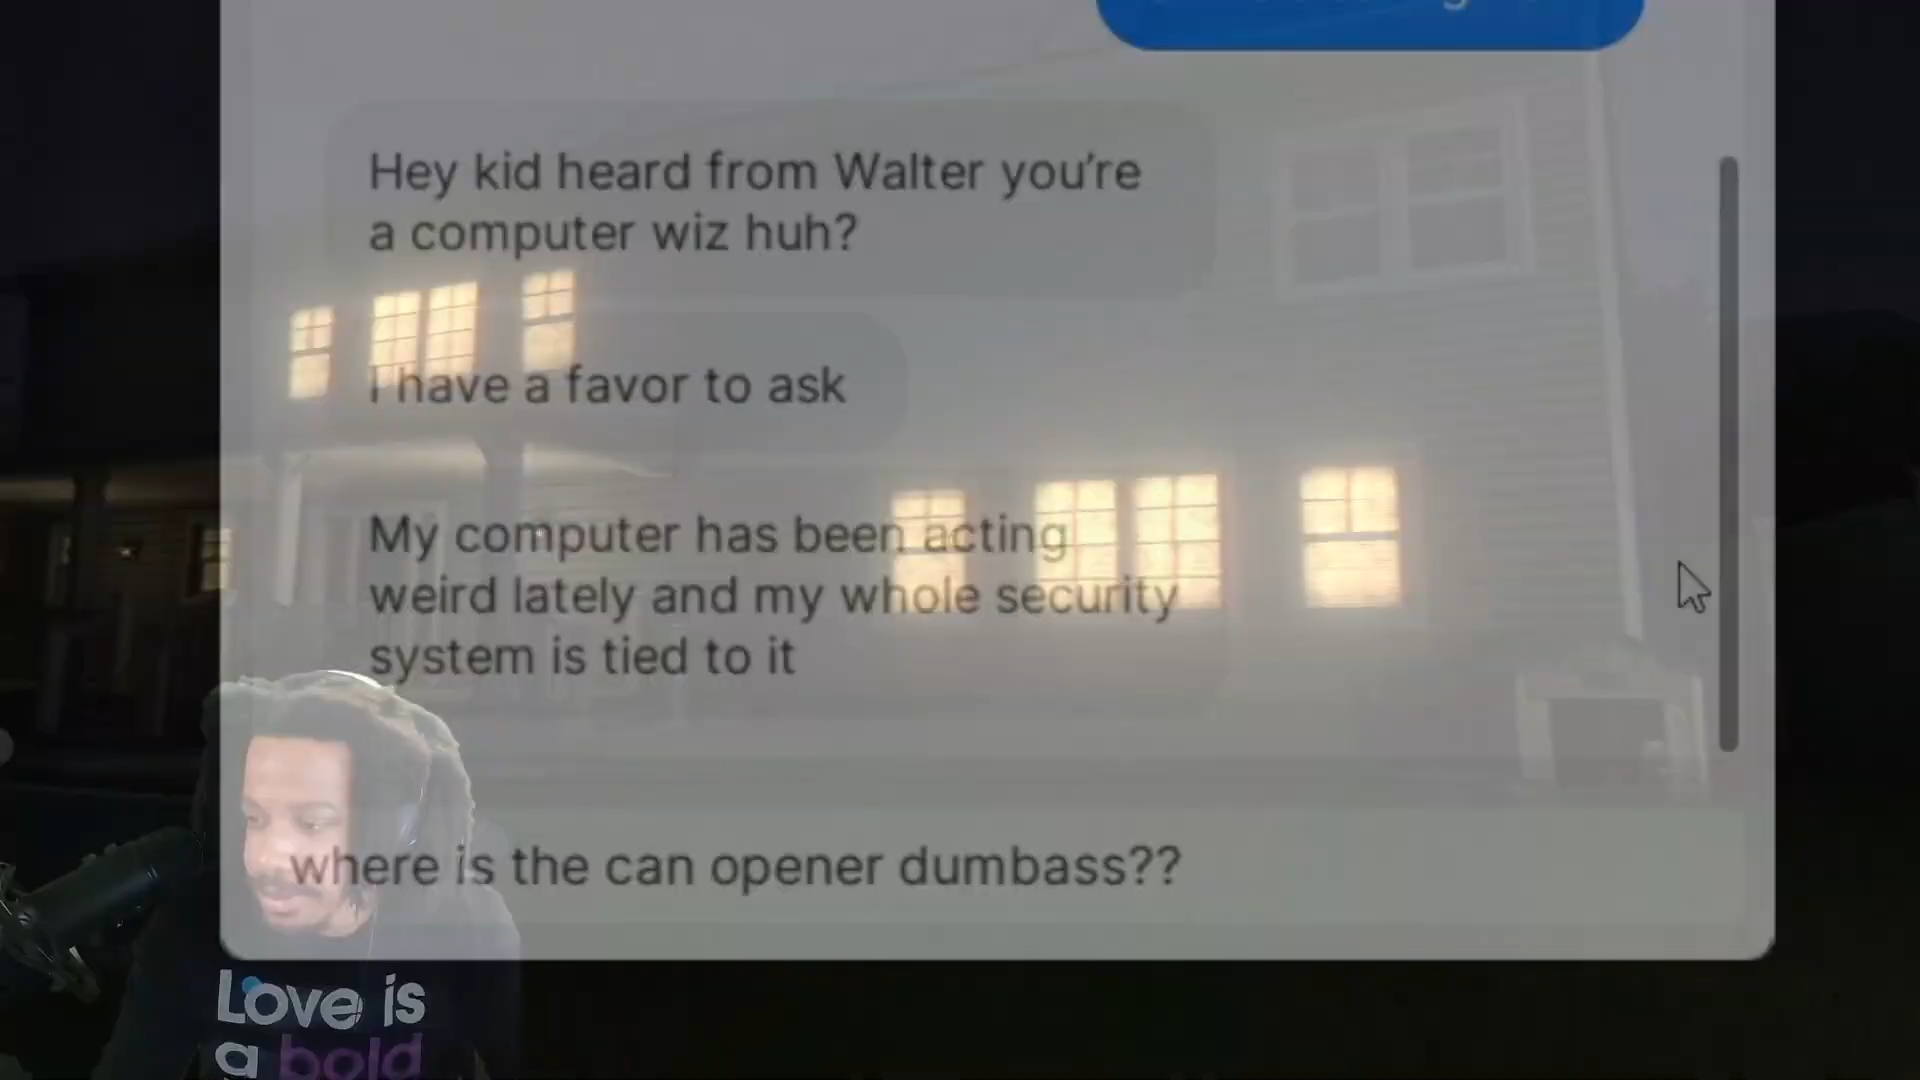 Hey kid heard from Walter you're
a computer wiz huh?
I have a favor to ask
My computer has been acting
weird lately and my whole security
system is tied to it
where is the can opener dumbass??
Love is
a bold